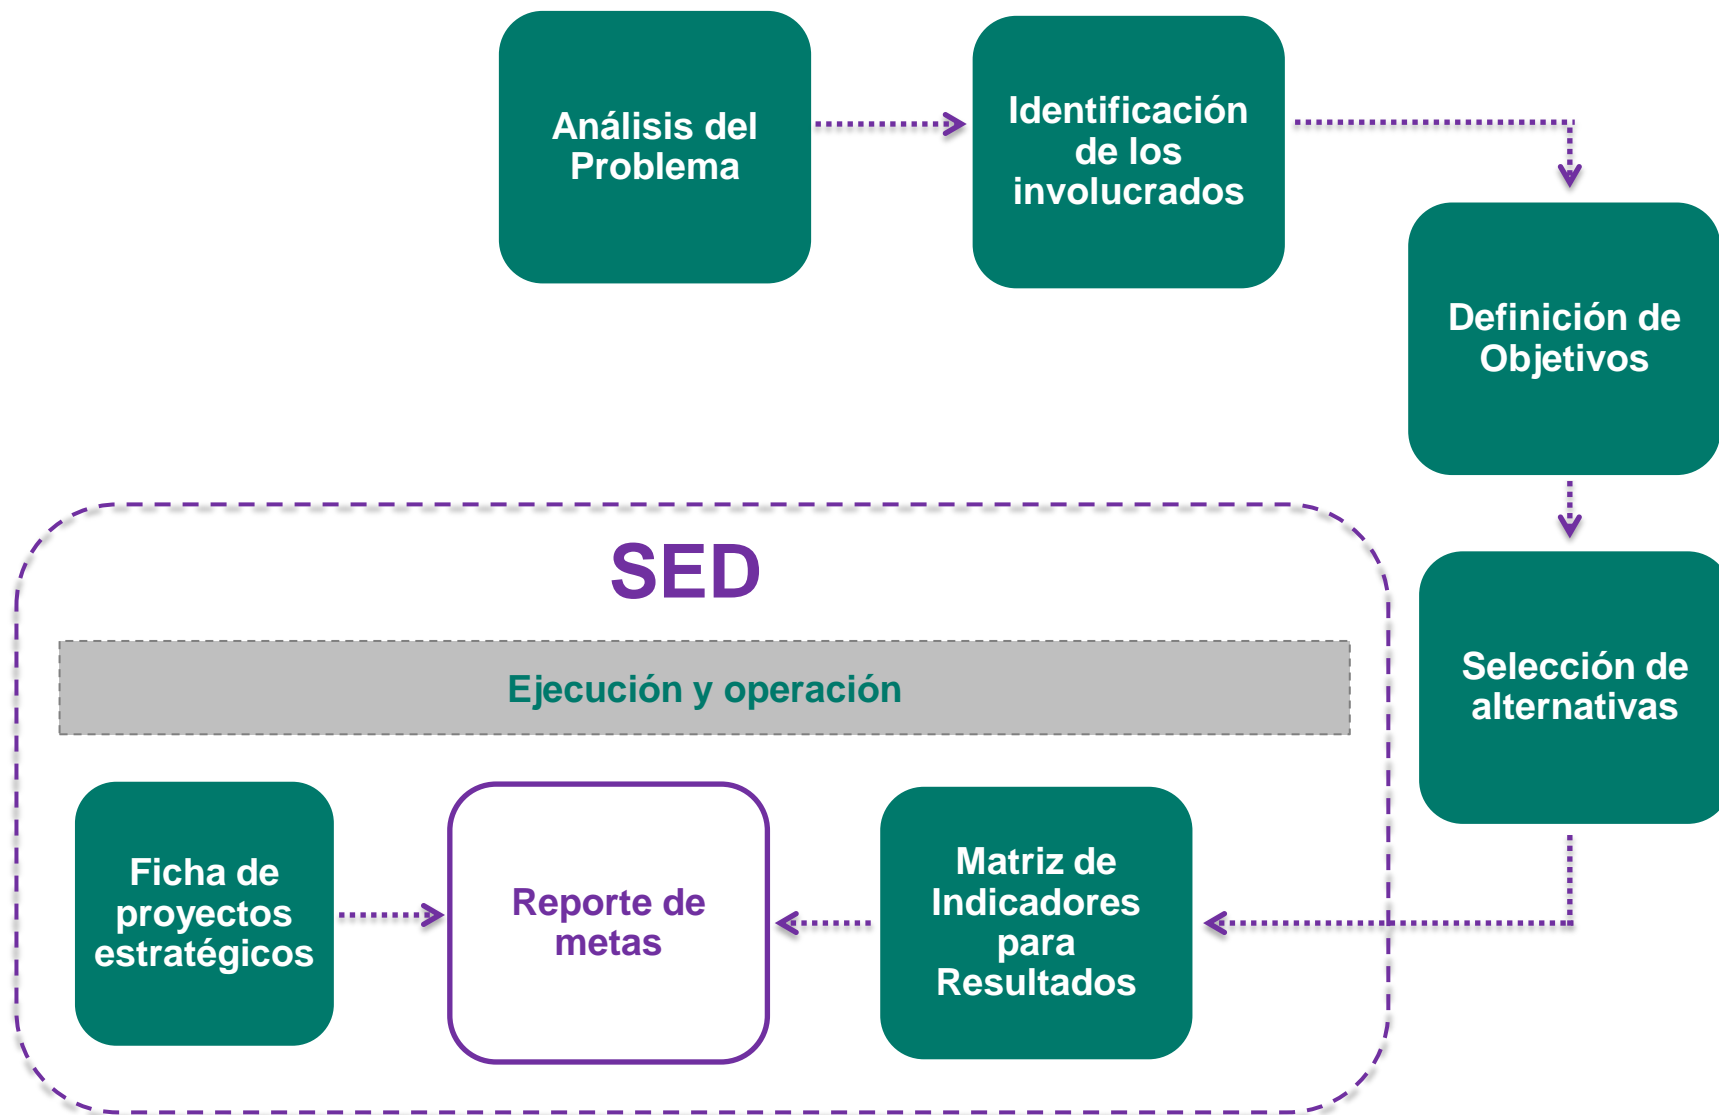 Análisis del
Problema
Identificación
de los
involucrados
Definición de
Objetivos
Selección de
alternativas
SED
Ejecución y operación
Ficha de
proyectos
estratégicos
Reporte de
metas
Matriz de
Indicadores
para
Resultados